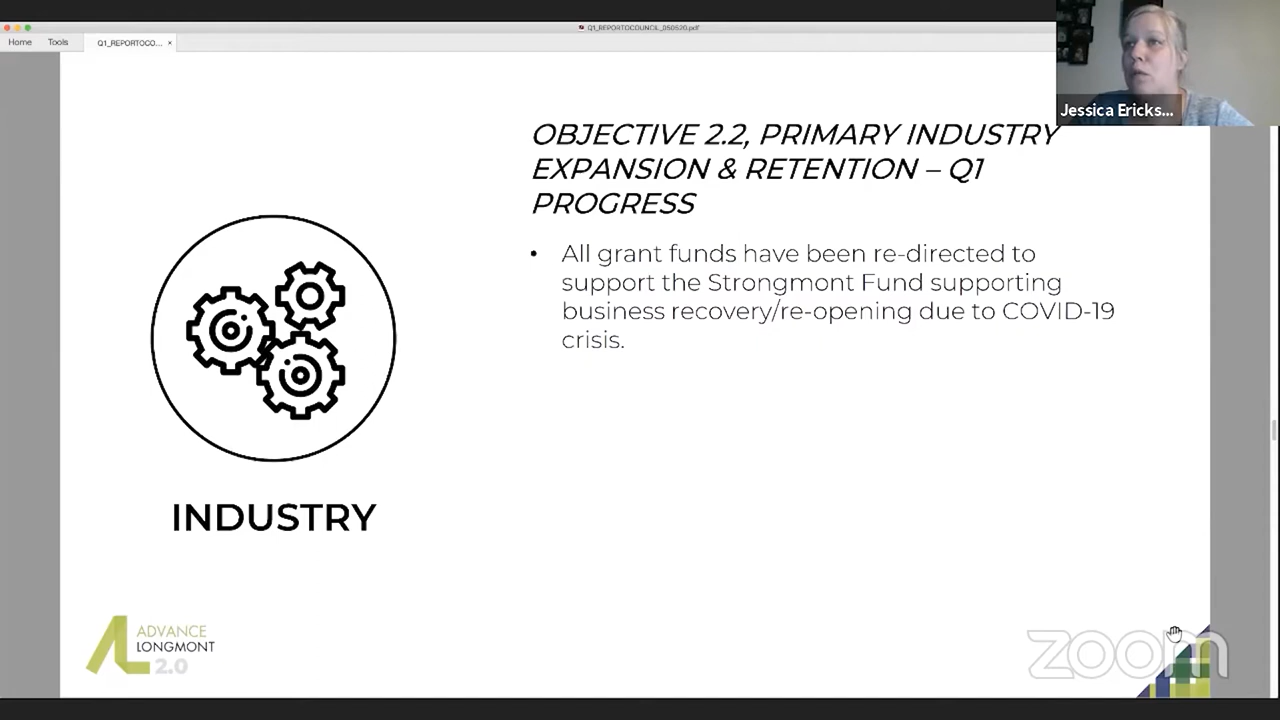 Q1_REPORTOCOUNCIL_050520.pdf
Home
Tools
Q1_REPORTOCO... ×
Jessica Ericks...
OBJECTIVE 2.2, PRIMARY INDUSTRY
EXPANSION & RETENTION – Q1
PROGRESS
• All grant funds have been re-directed to
support the Strongmont Fund supporting
business recovery/re-opening due to COVID-19
crisis.
INDUSTRY
ADVANCE
LONGMONT
2.0
zoom